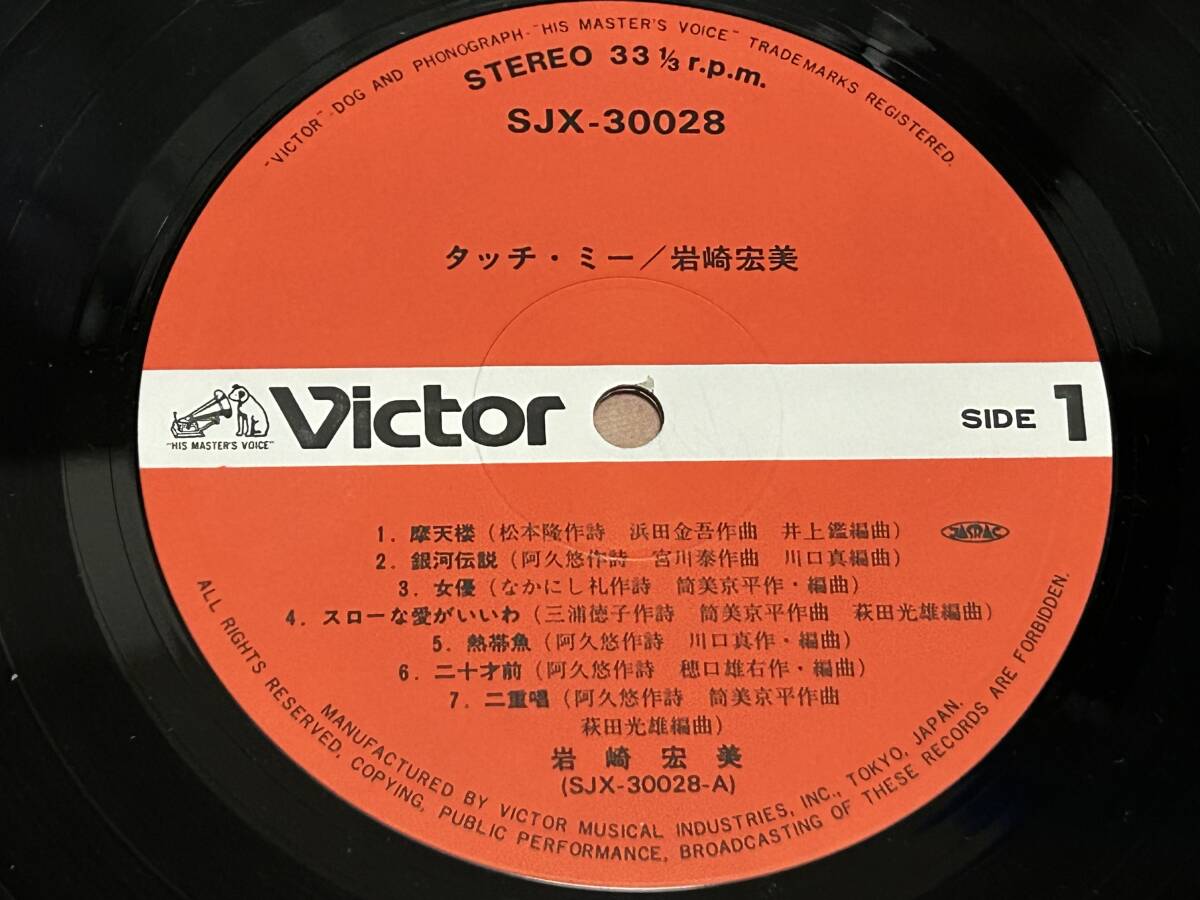 "VICTOR"-DOG AND PHONOGRAPH-"HIS MASTER'S VOICE" TRADEMARKS REGISTERED.
STEREO 33 ⅓ r.p.m.
SJX-30028
タッチ・ミー／岩崎宏美
Victor
"HIS MASTER'S VOICE"
SIDE 1
1. 摩天楼 (松本隆作詩 浜田金吾作曲 井上鑑編曲)
JASRAC
2. 銀河伝説 (阿久悠作詩 宮川泰作曲 川口真編曲)
3. 女優 (なかにし礼作詩 筒美京平作・編曲)
4. スローな愛がいいわ (三浦徳子作詩 筒美京平作曲 萩田光雄編曲)
5. 熱帯魚 (阿久悠作詩 川口真作・編曲)
6. 二十才前 (阿久悠作詩 穂口雄右作・編曲)
7. 二重唱 (阿久悠作詩 筒美京平作曲
萩田光雄編曲)
岩崎宏美
(SJX-30028-A)
MANUFACTURED BY VICTOR MUSICAL INDUSTRIES, INC., TOKYO, JAPAN.
ALL RIGHTS RESERVED. COPYING, PUBLIC PERFORMANCE, BROADCASTING OF THESE RECORDS ARE FORBIDDEN.